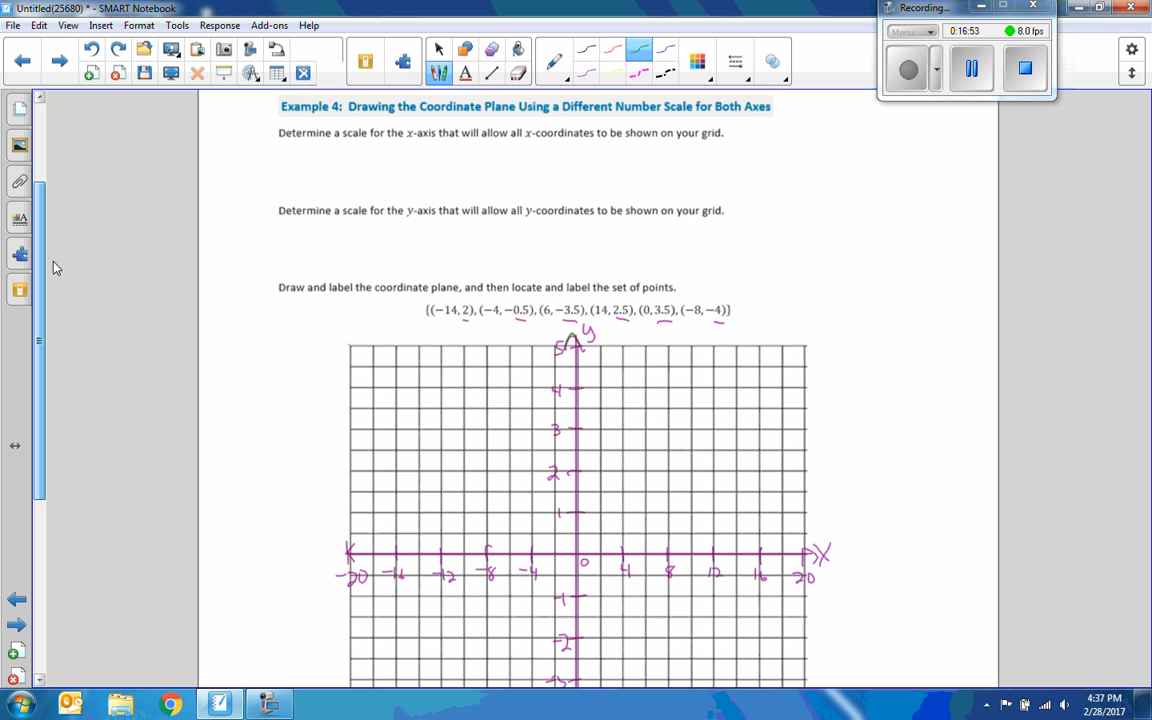 Untitled(25680) * - SMART Notebook
Recording...
File Edit View Insert Format Tools Response Add-ons Help
Menu 0:16:53 8.0 fps
Example 4: Drawing the Coordinate Plane Using a Different Number Scale for Both Axes
Determine a scale for the x-axis that will allow all x-coordinates to be shown on your grid.
Determine a scale for the y-axis that will allow all y-coordinates to be shown on your grid.
Draw and label the coordinate plane, and then locate and label the set of points.
{(−14, 2), (−4, −0.5), (6, −3.5), (14, 2.5), (0, 3.5), (−8, −4)}
y
5
4
3
2
1
x
0
-20 -16 -12 -8 -4 4 8 12 16 20
-1
-2
-3
4:37 PM
2/28/2017